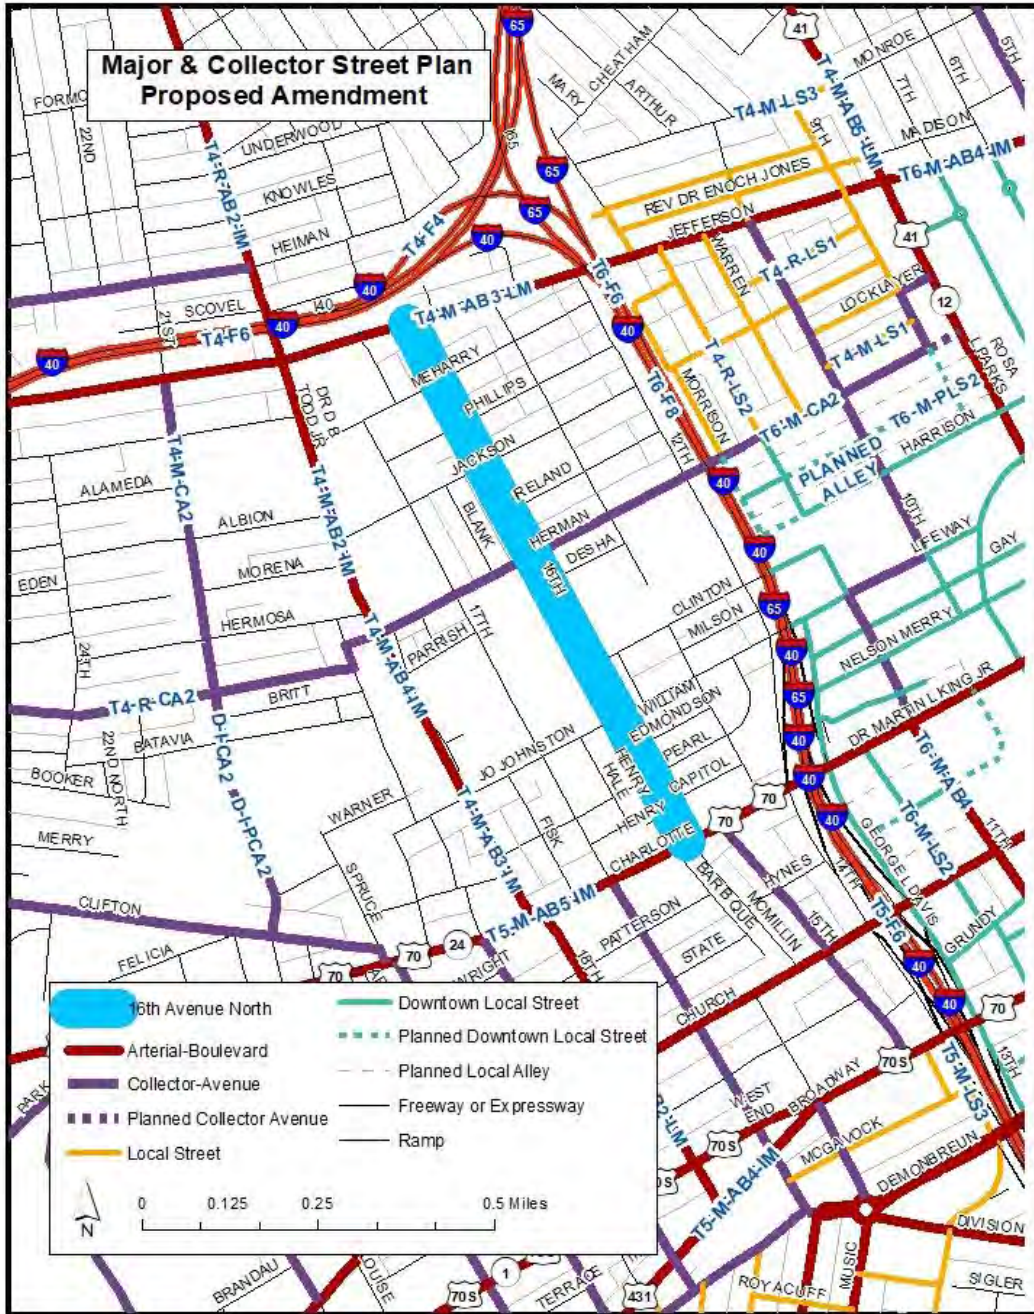 Major & Collector Street Plan
Proposed Amendment
65
41
MONROE
5TH
6TH
7TH
CHEATHAM
MARY
ARTHUR
T4-M-LS3
9TH
T4-M-AB5-IM
MADISON
FORMO
22ND
UNDERWOOD
T4-R-AB2-IM
KNOWLES
65
65
HEIMAN
T4-F4
65
40
REV DR ENOCH JONES
JEFFERSON
T6-M-AB4-IM
41
WARREN
T4-R-LS1
LOCKLAYER
12
SCOVEL
I40
40
40
21ST
T4-F6
40
T4-M-AB3-LM
T6-F6
40
T4-M-LS1
ROSA
L PARKS
MEHARRY
PHILLIPS
DR D B
TODD JR
T6-F8
MORRISON
T4-R-LS2
T6-M-CA2
T6-M-PLS2
HARRISON
PLANNED
ALLEY
12TH
40
T4-M-CA2
JACKSON
IRELAND
ALAMEDA
ALBION
BLANK
T4-M-AB2-IM
HERMAN
DESHA
16TH
10TH
LIFEWAY
GAY
40
EDEN
MORENA
HERMOSA
24TH
17TH
PARRISH
T4-M-AB4-IM
CLINTON
MILSON
65
40
65
40
NELSON MERRY
DR MARTIN L KING JR
T4-R-CA2
BRITT
BATAVIA
22ND NORTH
D-I-CA2
D-I-PCA2
BOOKER
MERRY
WARNER
JO JOHNSTON
WILLIAM
EDMONDSON
PEARL
CAPITOL
HENRY
HALE
HENRY
FISK
CHARLOTTE
70
70
40
40
T6-M-AB4
T6-M-LS2
11TH
GEORGE L DAVIS
14TH
GRUNDY
T4-M-AB3-IM
SPRUCE
CLIFTON
FELICIA
70
70
24
T5-M-AB5-IM
WRIGHT
18TH
PATTERSON
STATE
BARBIQUE
MCMILLIN
HYNES
15TH
CHURCH
T5-F6
40
40
70
13TH
T5-M-LS3
70S
BROADWAY
WEST
END
70S
MCGAVOCK
DEMONBREUN
T5-M-AB4-IM
DIVISION
MUSIC
ROY ACUFF
SIGLER
PARK
16th Avenue North
Arterial-Boulevard
Collector-Avenue
Planned Collector Avenue
Local Street
Downtown Local Street
Planned Downtown Local Street
Planned Local Alley
Freeway or Expressway
Ramp
N
0 0.125 0.25 0.5 Miles
BRANDAU
70S
1
TERRACE
431